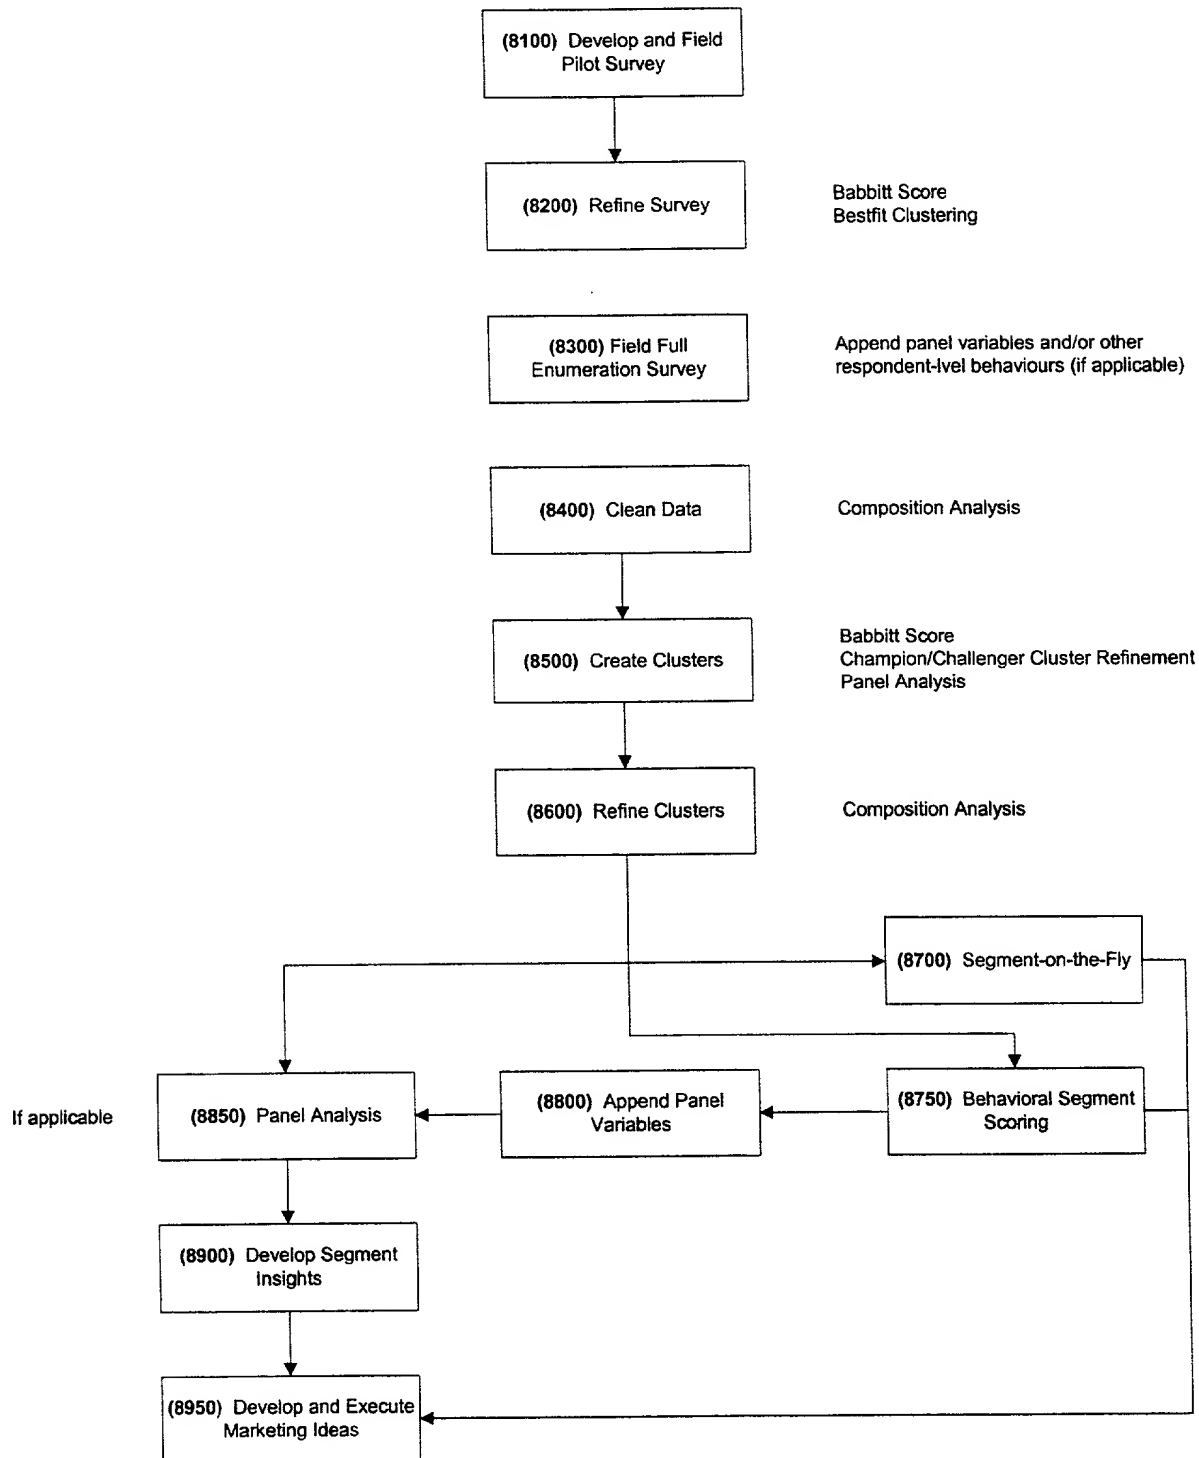 (8100) Develop and Field
Pilot Survey
(8200) Refine Survey
Babbitt Score
Bestfit Clustering
(8300) Field Full
Enumeration Survey
Append panel variables and/or other
respondent-lvel behaviours (if applicable)
(8400) Clean Data
Composition Analysis
(8500) Create Clusters
Babbitt Score
Champion/Challenger Cluster Refinement
Panel Analysis
(8600) Refine Clusters
Composition Analysis
(8700) Segment-on-the-Fly
If applicable
(8850) Panel Analysis
(8800) Append Panel
Variables
(8750) Behavioral Segment
Scoring
(8900) Develop Segment
Insights
(8950) Develop and Execute
Marketing Ideas